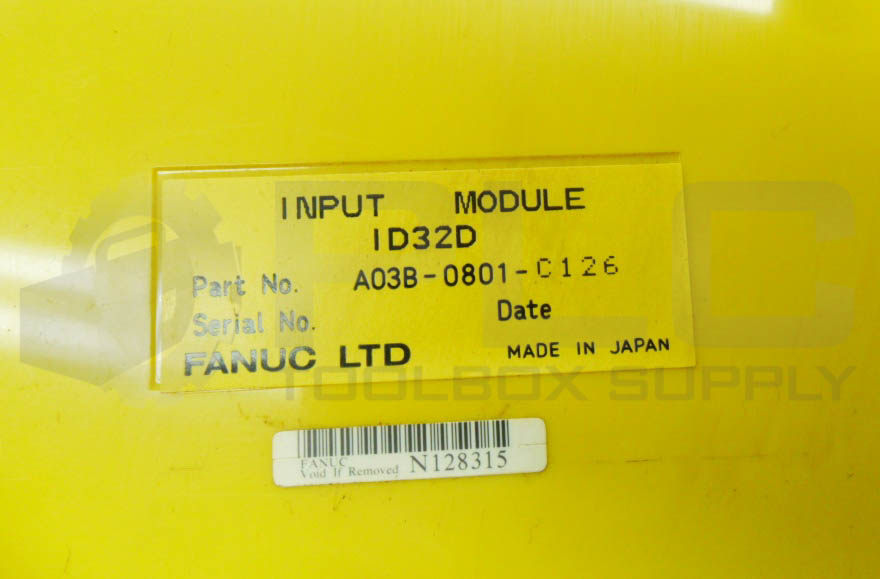 INPUT MODULE
ID32D
Part No. A03B-0801-C126
Serial No. Date
FANUC LTD MADE IN JAPAN
PLC
TOOLBOX SUPPLY
FANUC
Void If Removed N128315